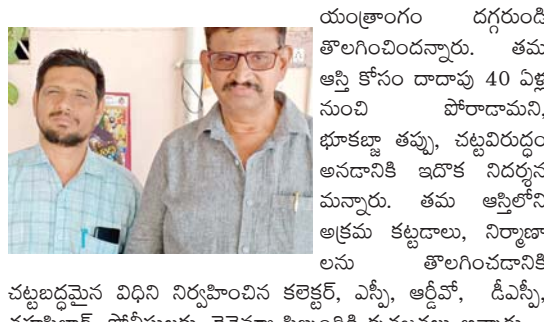 యంత్రాంగం దగ్గరుండి
తొలగించిందన్నారు. తమ
ఆస్తి కోసం దాదాపు 40 ఏళ్ల
నుంచి పోరాడామని,
భూకబ్జా తప్పు, చట్టవిరుద్ధం
అనడానికి ఇదొక నిదర్శన
మన్నారు. తమ ఆస్తిలోని
అక్రమ కట్టడాలు, నిర్మాణా
లను తొలగించడానికి
చట్టబద్ధమైన విధిని నిర్వహించిన కలెక్టర్, ఎస్పీ, ఆర్డీవో, డీఎస్పీ,